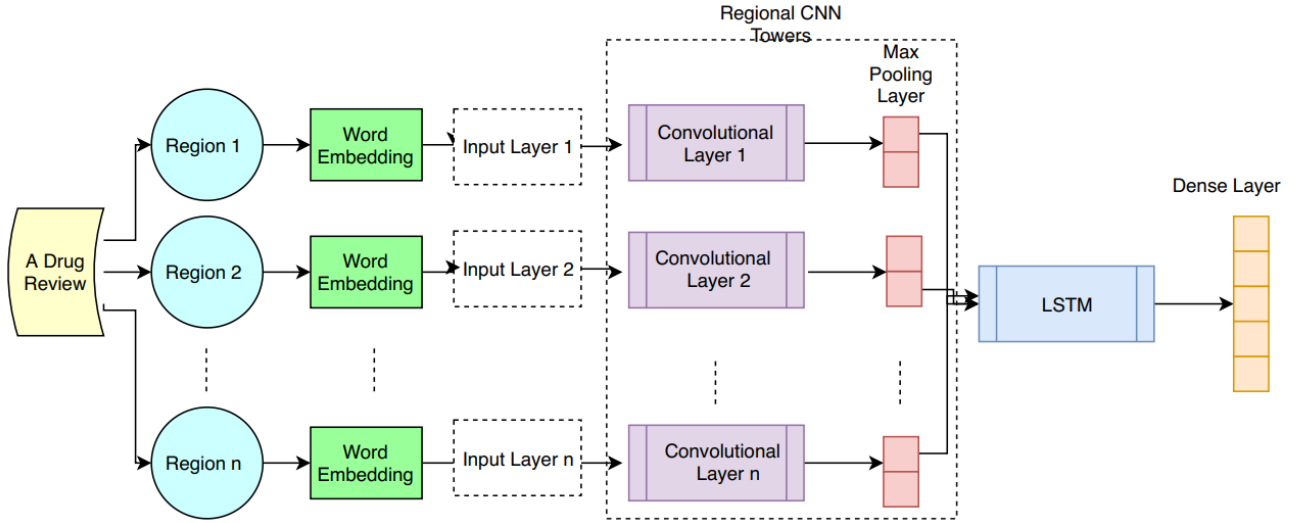 Regional CNN
Towers
Max
Pooling
Layer
Region 1
Word
Embedding
Input Layer 1
Convolutional
Layer 1
Dense Layer
A Drug
Review
Region 2
Word
Embedding
Input Layer 2
Convolutional
Layer 2
LSTM
Region n
Word
Embedding
Input Layer n
Convolutional
Layer n